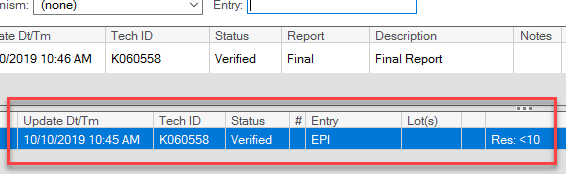 nism: (none) Entry:
te Dt/Tm Tech ID Status Report Description Notes
0/2019 10:46 AM K060558 Verified Final Final Report
Update Dt/Tm Tech ID Status # Entry Lot(s)
10/10/2019 10:45 AM K060558 Verified EPI Res: <10